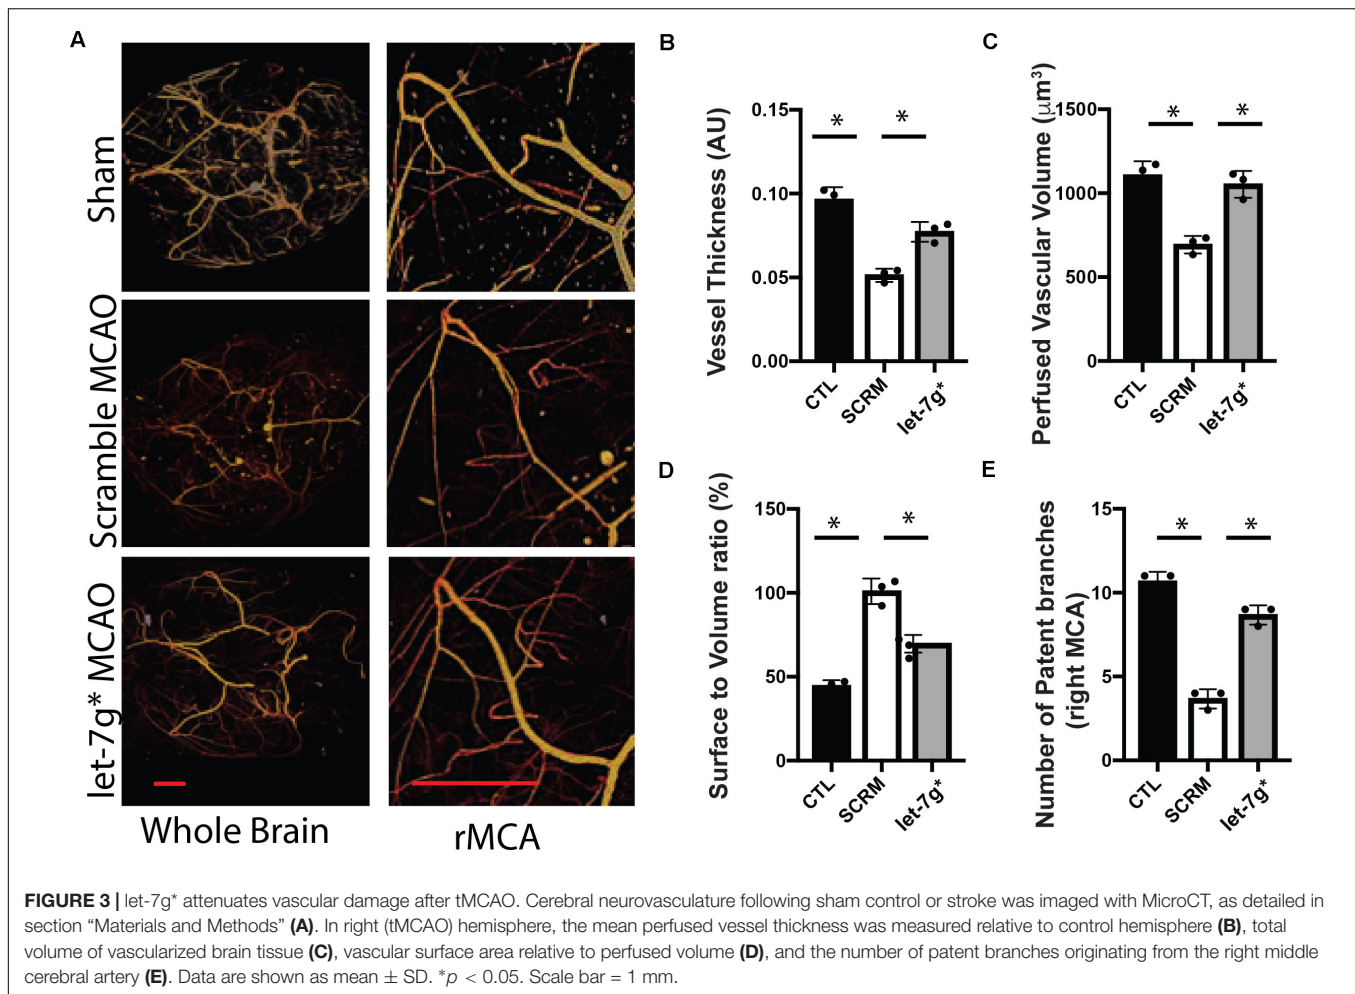 A
Sham
Scramble MCAO
let-7g* MCAO
Whole Brain
rMCA
B
Vessel Thickness (AU)
0.15
0.10
0.05
0.00
*
*
CTL
SCRM
let-7g*
C
Perfused Vascular Volume (μm³)
1500
1000
500
0
*
*
CTL
SCRM
let-7g*
D
Surface to Volume ratio (%)
150
100
50
0
*
*
CTL
SCRM
let-7g*
E
Number of Patent branches
(right MCA)
15
10
5
0
*
*
CTL
SCRM
let-7g*
FIGURE 3 | let-7g* attenuates vascular damage after tMCAO. Cerebral neurovasculature following sham control or stroke was imaged with MicroCT, as detailed in
section “Materials and Methods” (A). In right (tMCAO) hemisphere, the mean perfused vessel thickness was measured relative to control hemisphere (B), total
volume of vascularized brain tissue (C), vascular surface area relative to perfused volume (D), and the number of patent branches originating from the right middle
cerebral artery (E). Data are shown as mean ± SD. *p < 0.05. Scale bar = 1 mm.